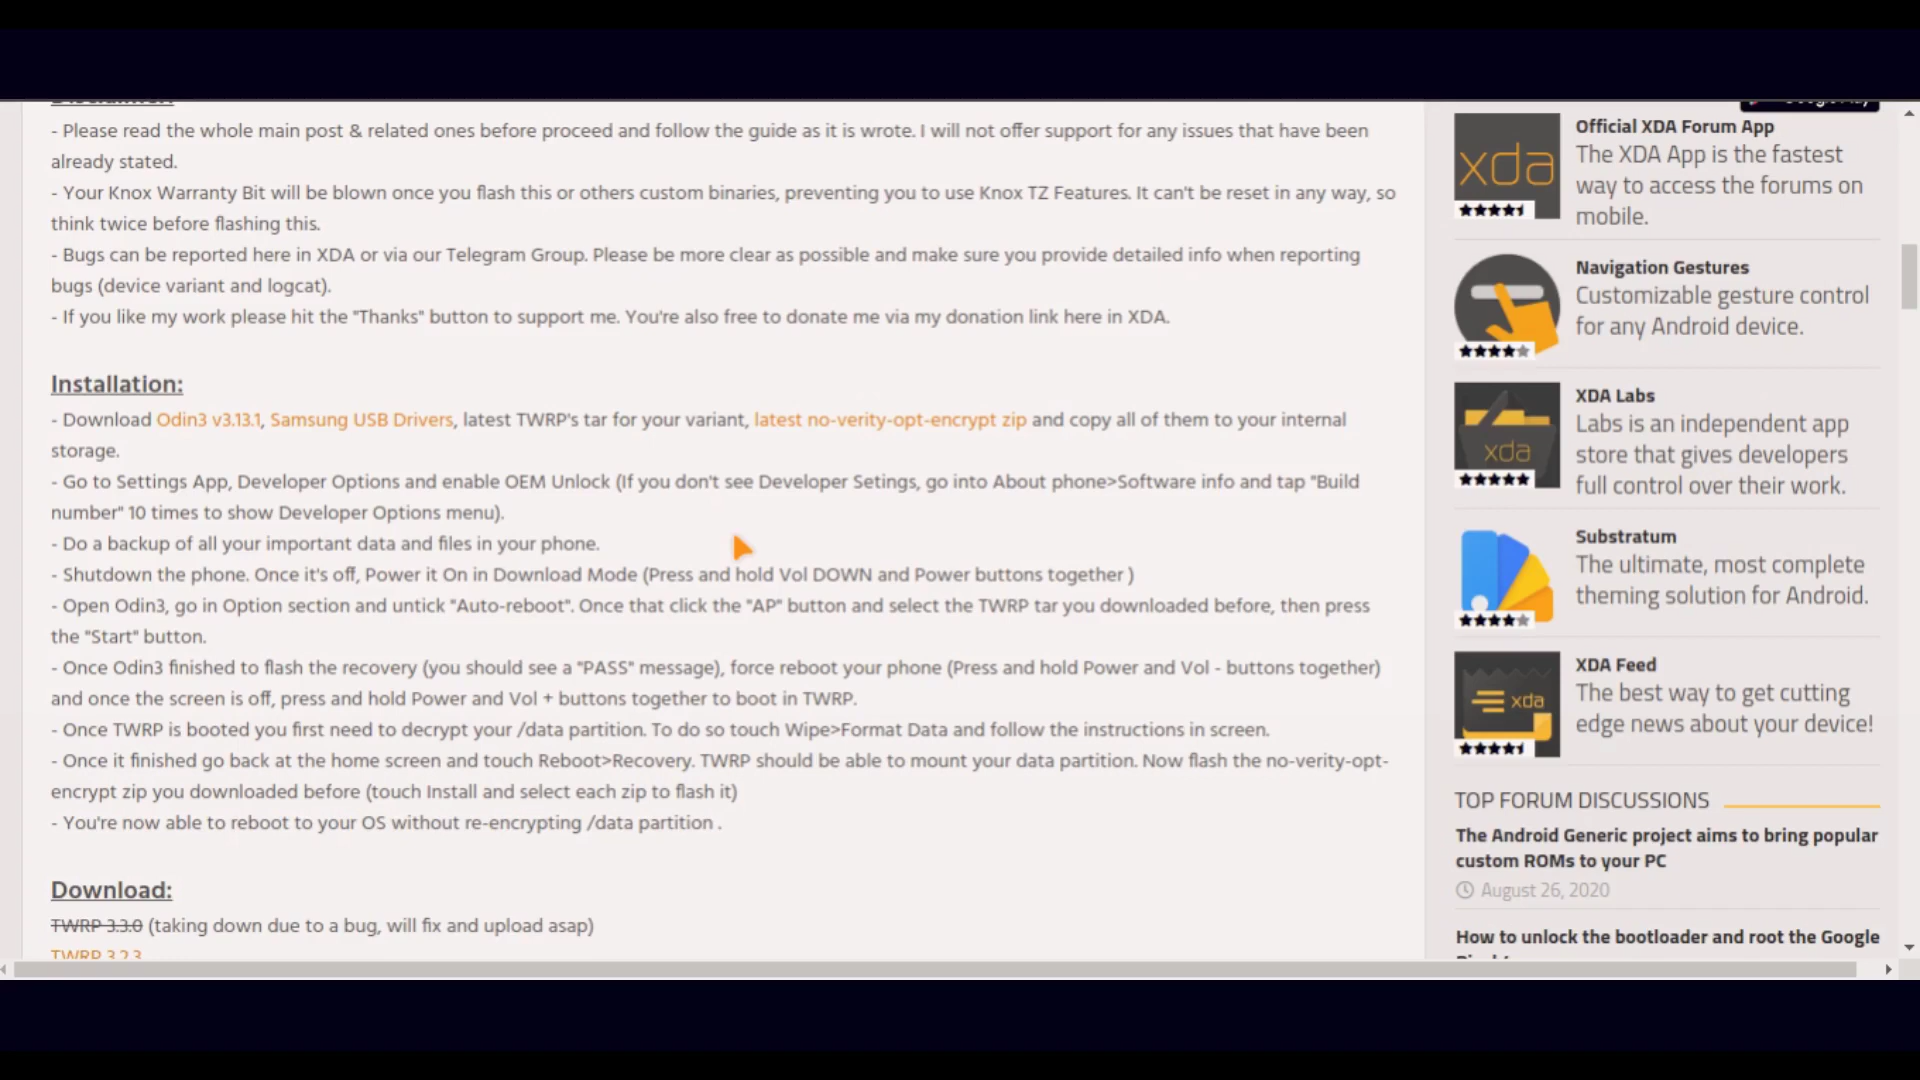 Disclaimer:
- Please read the whole main post & related ones before proceed and follow the guide as it is wrote. I will not offer support for any issues that have been
already stated.
- Your Knox Warranty Bit will be blown once you flash this or others custom binaries, preventing you to use Knox TZ Features. It can't be reset in any way, so
think twice before flashing this.
- Bugs can be reported here in XDA or via our Telegram Group. Please be more clear as possible and make sure you provide detailed info when reporting
bugs (device variant and logcat).
- If you like my work please hit the "Thanks" button to support me. You're also free to donate me via my donation link here in XDA.
Installation:
- Download Odin3 v3.13.1, Samsung USB Drivers, latest TWRP's tar for your variant, latest no-verity-opt-encrypt zip and copy all of them to your internal
storage.
- Go to Settings App, Developer Options and enable OEM Unlock (If you don't see Developer Setings, go into About phone>Software info and tap "Build
number" 10 times to show Developer Options menu).
- Do a backup of all your important data and files in your phone.
- Shutdown the phone. Once it's off, Power it On in Download Mode (Press and hold Vol DOWN and Power buttons together )
- Open Odin3, go in Option section and untick "Auto-reboot". Once that click the "AP" button and select the TWRP tar you downloaded before, then press
the "Start" button.
- Once Odin3 finished to flash the recovery (you should see a "PASS" message), force reboot your phone (Press and hold Power and Vol - buttons together)
and once the screen is off, press and hold Power and Vol + buttons together to boot in TWRP.
- Once TWRP is booted you first need to decrypt your /data partition. To do so touch Wipe>Format Data and follow the instructions in screen.
- Once it finished go back at the home screen and touch Reboot>Recovery. TWRP should be able to mount your data partition. Now flash the no-verity-opt-
encrypt zip you downloaded before (touch Install and select each zip to flash it)
- You're now able to reboot to your OS without re-encrypting /data partition .
Download:
TWRP 3.3.0 (taking down due to a bug, will fix and upload asap)
TWRP 3.2.3
Google Play
xda
Official XDA Forum App
The XDA App is the fastest
way to access the forums on
mobile.
Navigation Gestures
Customizable gesture control
for any Android device.
xda
XDA Labs
Labs is an independent app
store that gives developers
full control over their work.
Substratum
The ultimate, most complete
theming solution for Android.
xda
XDA Feed
The best way to get cutting
edge news about your device!
TOP FORUM DISCUSSIONS
The Android Generic project aims to bring popular
custom ROMs to your PC
August 26, 2020
How to unlock the bootloader and root the Google